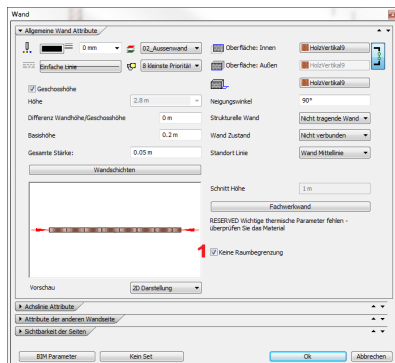 Wand
Allgemeine Wand Attribute
0 mm
02_Aussenwand
Oberfläche: Innen
HolzVertikal9
Einfache Linie
8 kleinste Priorität
Oberfläche: Außen
HolzVertikal9
HolzVertikal9
Geschosshöhe
Höhe
2.8 m
Neigungswinkel
90°
Differenz Wandhöhe/Geschosshöhe
0 m
Strukturelle Wand
Nicht tragende Wand
Basishöhe
0.2 m
Wand Zustand
Nicht verbunden
Gesamte Stärke:
0.05 m
Standort Linie
Wand Mittellinie
Wandschichten
Schnitt Höhe
1 m
Fachwerkwand
RESERVED Wichtige thermische
Parameter fehlen -
überprüfen Sie das Material
1
Keine Raumbegrenzung
Vorschau
2D Darstellung
Achslinie Attribute
Attribute der anderen Wandseite
Sichtbarkeit der Seiten
BIM Parameter
Kein Set
Ok
Abbrechen